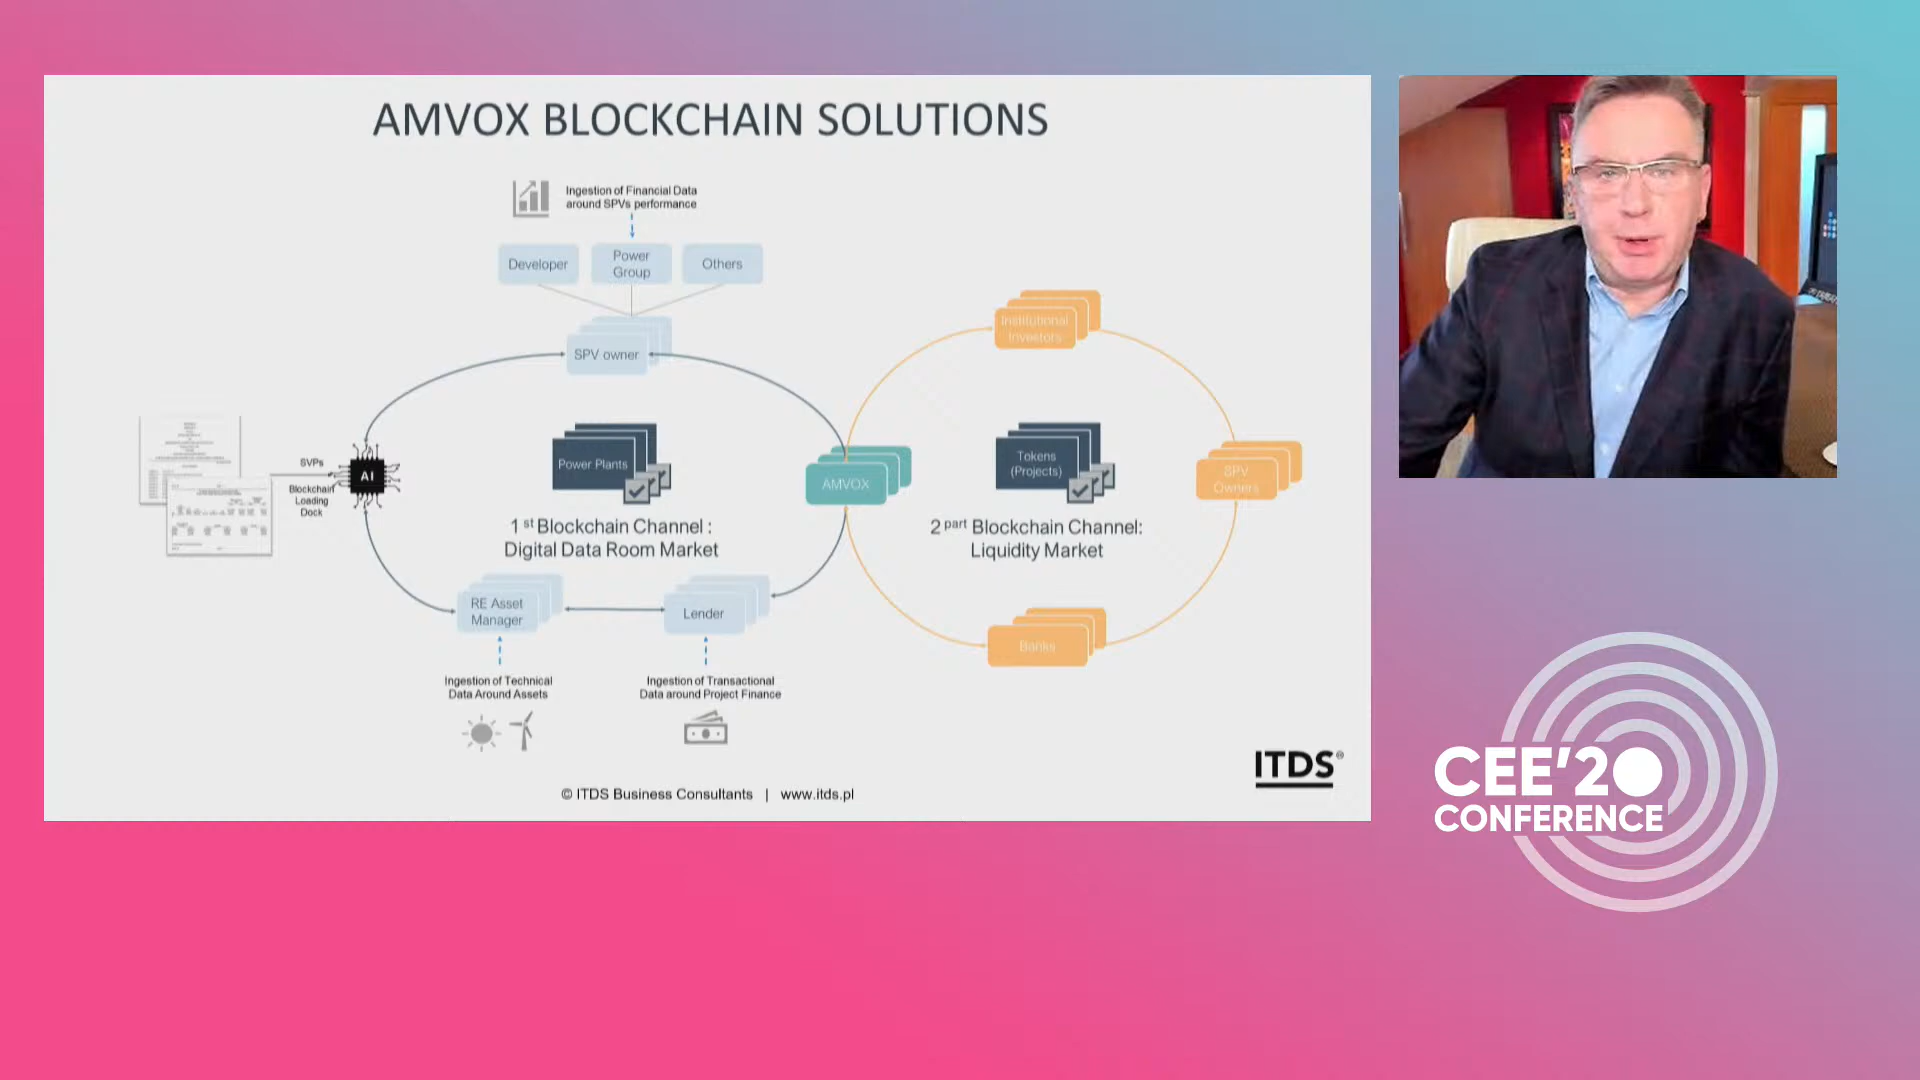 AMVOX BLOCKCHAIN SOLUTIONS
Ingestion of Financial Data
around SPVs performance
Developer
Power
Group
Others
SPV owner
Institutional
Investors
SVPs
AI
Blockchain
Loading
Dock
Power Plants
AMVOX
Tokens
(Projects)
SPV
Owners
1 st Blockchain Channel :
Digital Data Room Market
2 part Blockchain Channel:
Liquidity Market
RE Asset
Manager
Lender
Banks
Ingestion of Technical
Data Around Assets
Ingestion of Transactional
Data around Project Finance
ITDS®
© ITDS Business Consultants | www.itds.pl
CEE'20
CONFERENCE